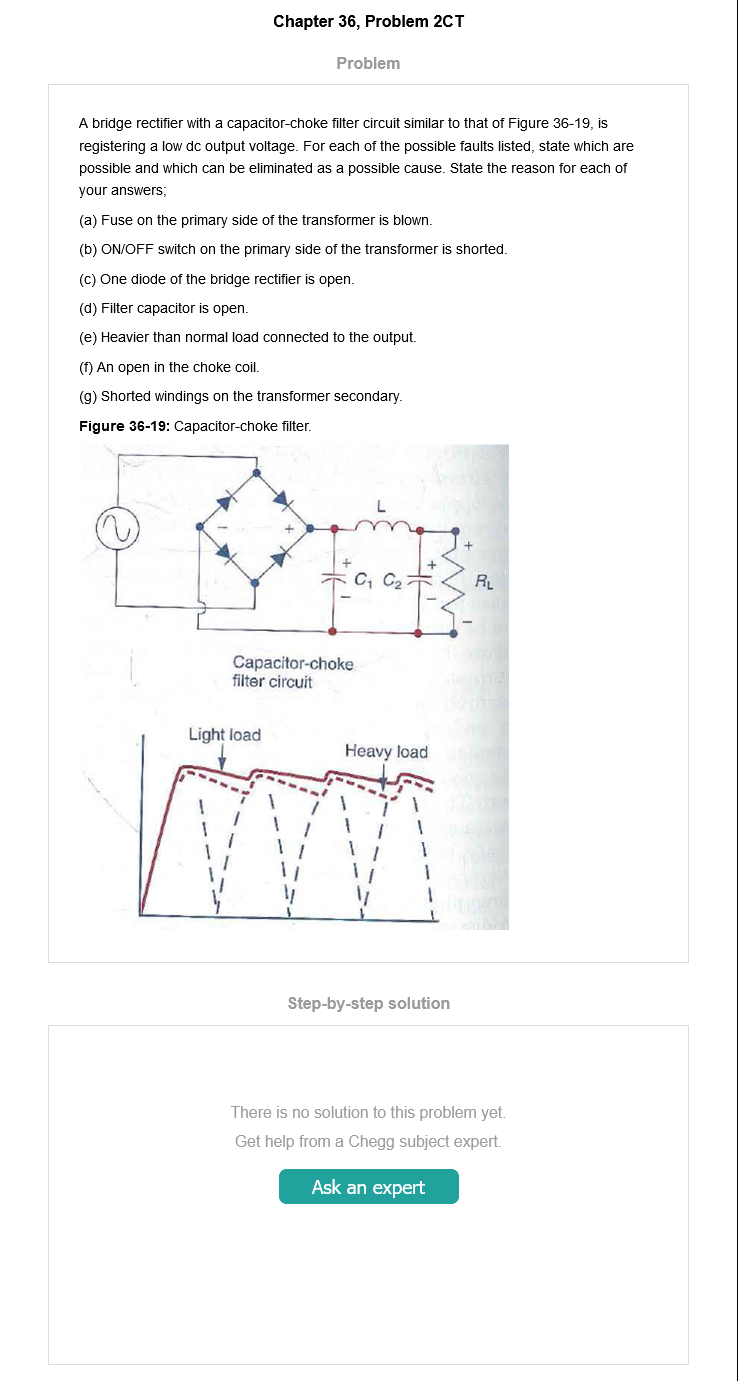 Chapter 36, Problem 2CT
Problem
A bridge rectifier with a capacitor-choke filter circuit similar to that of Figure 36-19, is
registering a low dc output voltage. For each of the possible faults listed, state which are
possible and which can be eliminated as a possible cause. State the reason for each of
your answers;
(a) Fuse on the primary side of the transformer is blown.
(b) ON/OFF switch on the primary side of the transformer is shorted.
(c) One diode of the bridge rectifier is open.
(d) Filter capacitor is open.
(e) Heavier than normal load connected to the output.
(f) An open in the choke coil.
(g) Shorted windings on the transformer secondary.
Figure 36-19: Capacitor-choke filter.
L
− +
+ + +
C₁ C₂ RL
− − −
Capacitor-choke
filter circuit
Light load
Heavy load
Step-by-step solution
There is no solution to this problem yet.
Get help from a Chegg subject expert.
Ask an expert